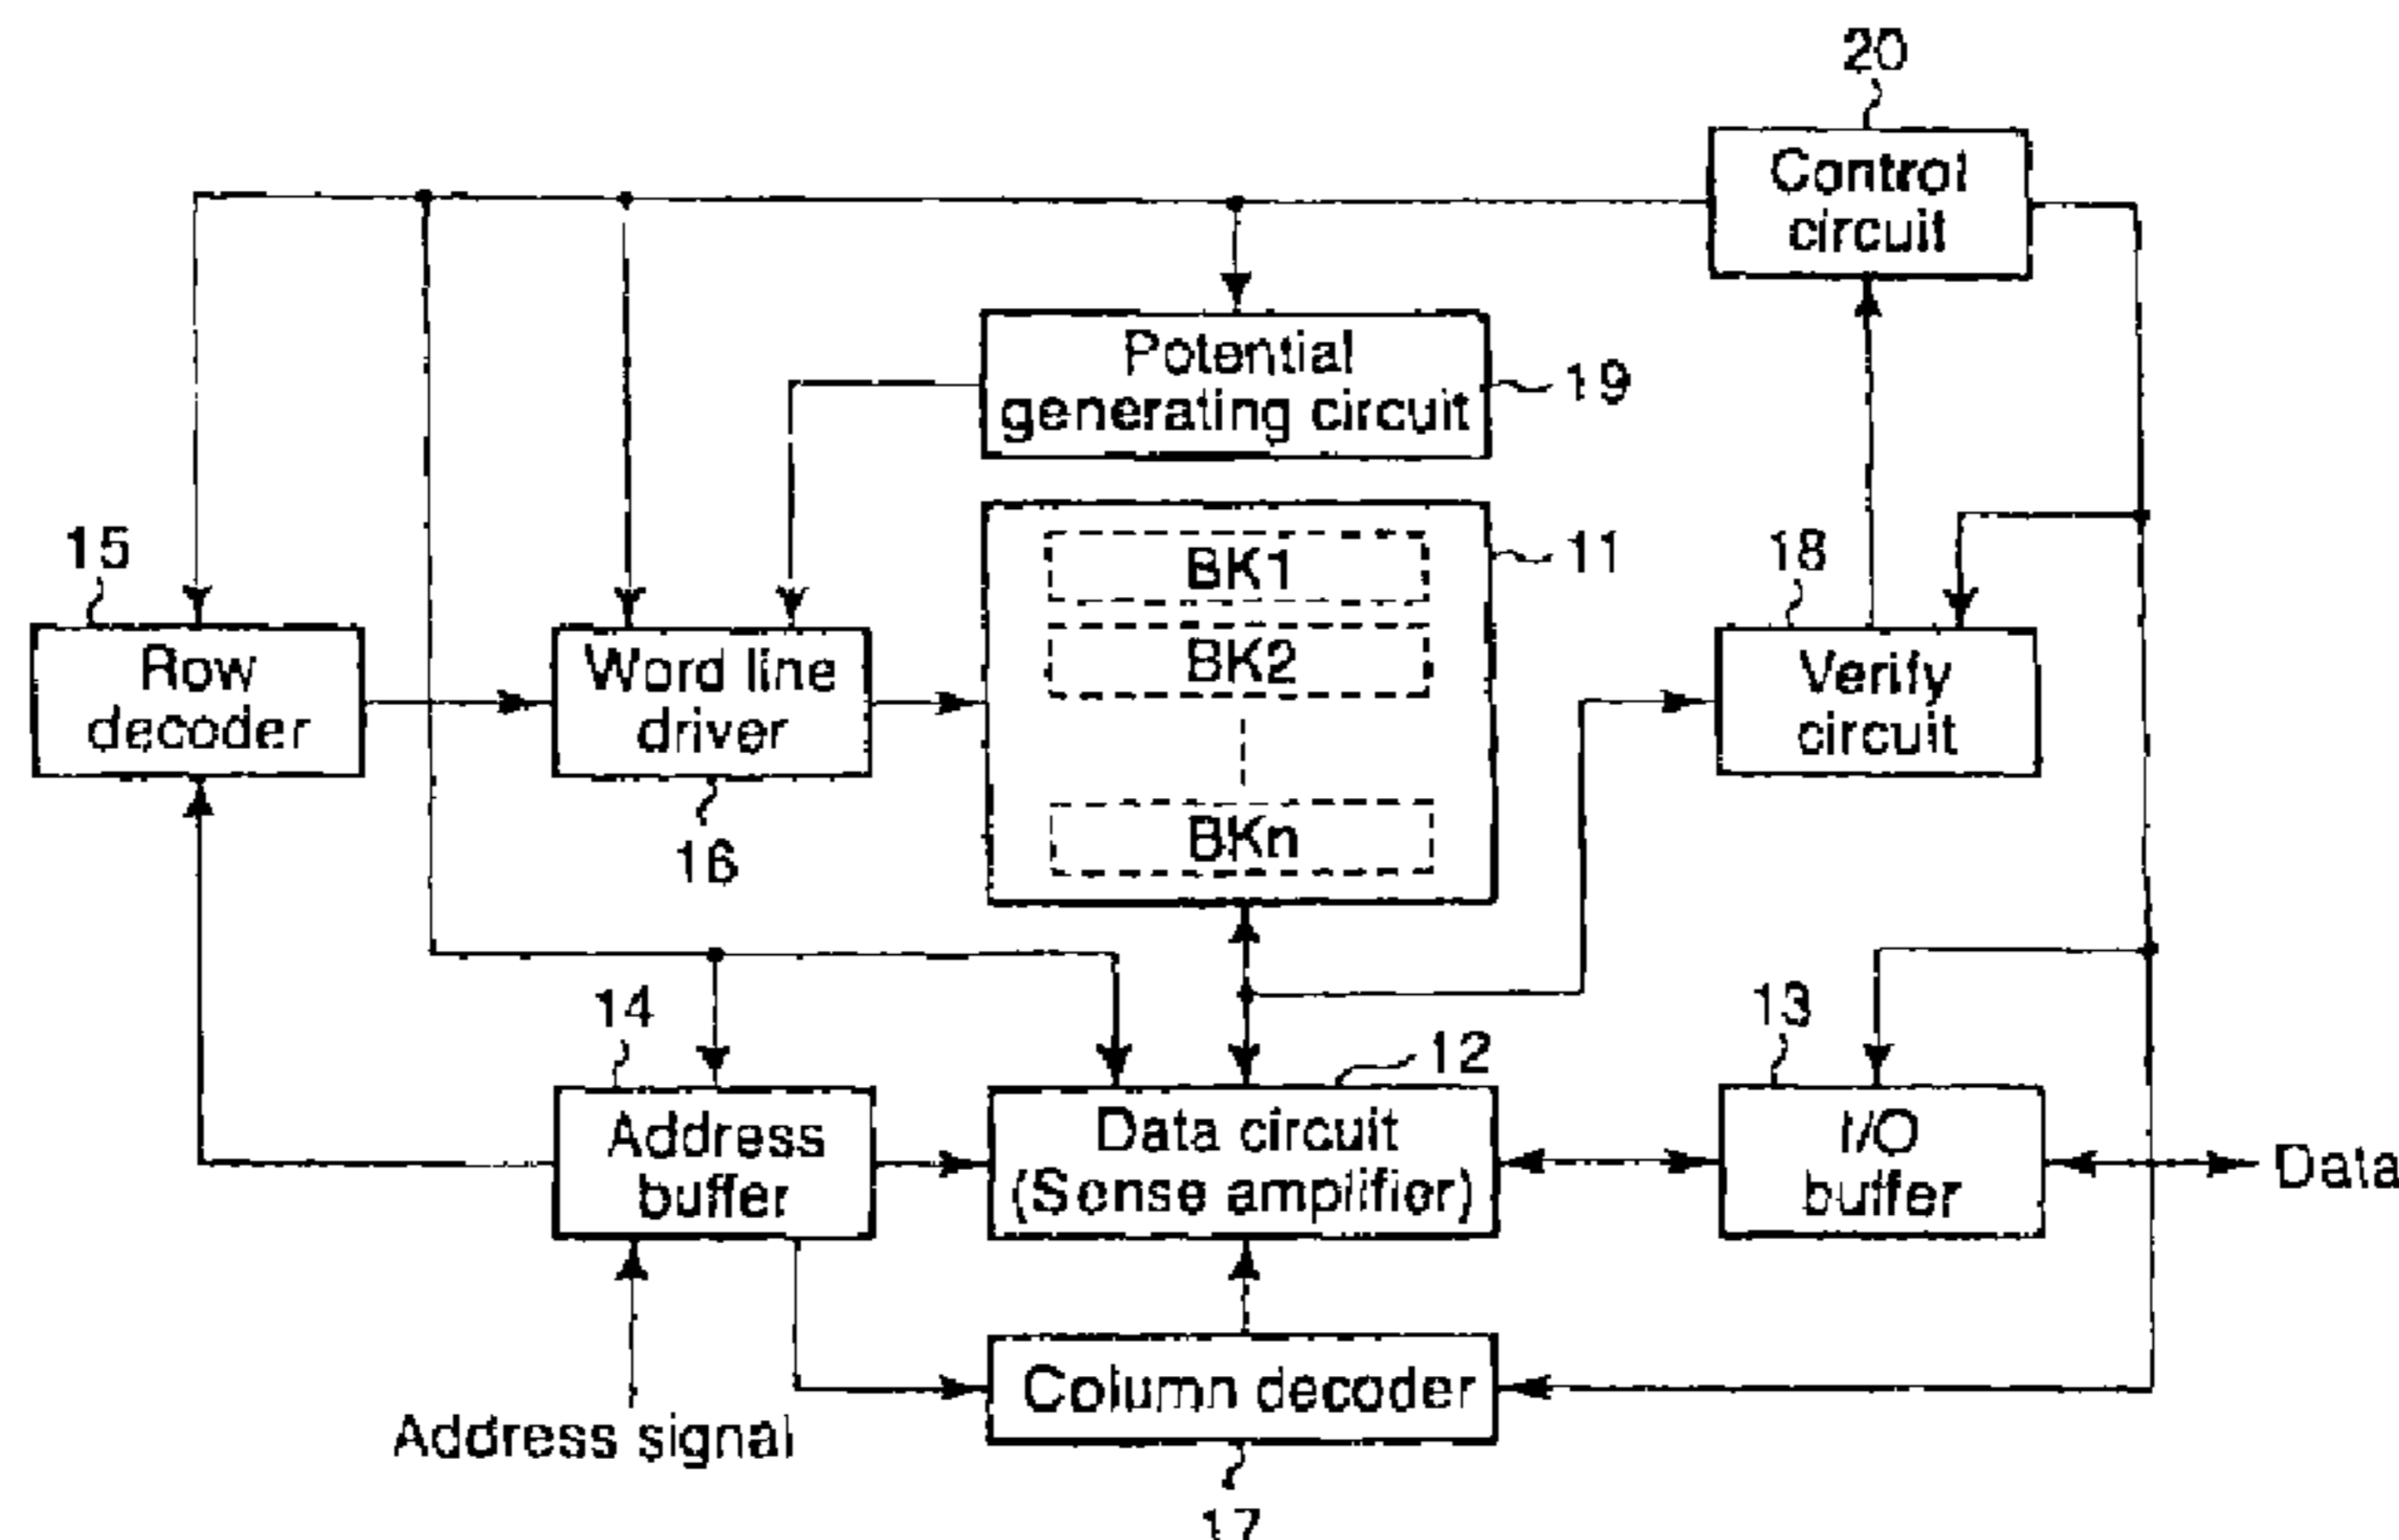 20
Control
circuit
Potential
generating circuit
19
15
Row
decoder
Word line
driver
16
BK1
BK2
BKn
11
18
Verify
circuit
14
Address
buffer
12
Data circuit
(Sense amplifier)
13
I/O
buffer
Data
Address signal
Column decoder
17